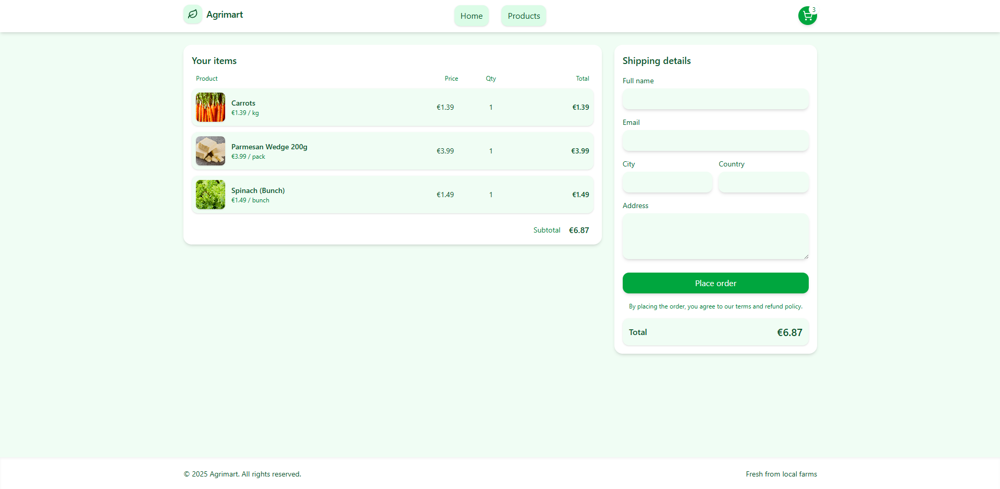 Agrimart
Home
Products
3
Your items
Product Price Qty Total
Carrots
€1.39 / kg
€1.39 1 €1.39
Parmesan Wedge 200g
€3.99 / pack
€3.99 1 €3.99
Spinach (Bunch)
€1.49 / bunch
€1.49 1 €1.49
Subtotal €6.87
Shipping details
Full name
Email
City Country
Address
Place order
By placing the order, you agree to our terms and refund policy.
Total €6.87
© 2025 Agrimart. All rights reserved.
Fresh from local farms